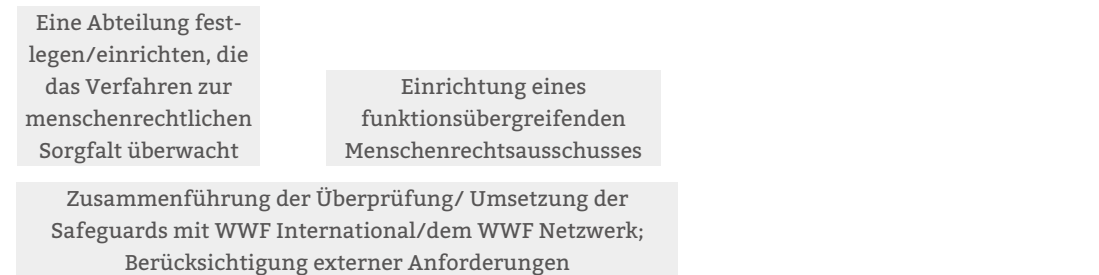 Eine Abteilung fest-
legen/einrichten, die
das Verfahren zur
menschenrechtlichen
Sorgfalt überwacht
Einrichtung eines
funktionsübergreifenden
Menschenrechtsausschusses
Zusammenführung der Überprüfung/ Umsetzung der
Safeguards mit WWF International/dem WWF Netzwerk;
Berücksichtigung externer Anforderungen